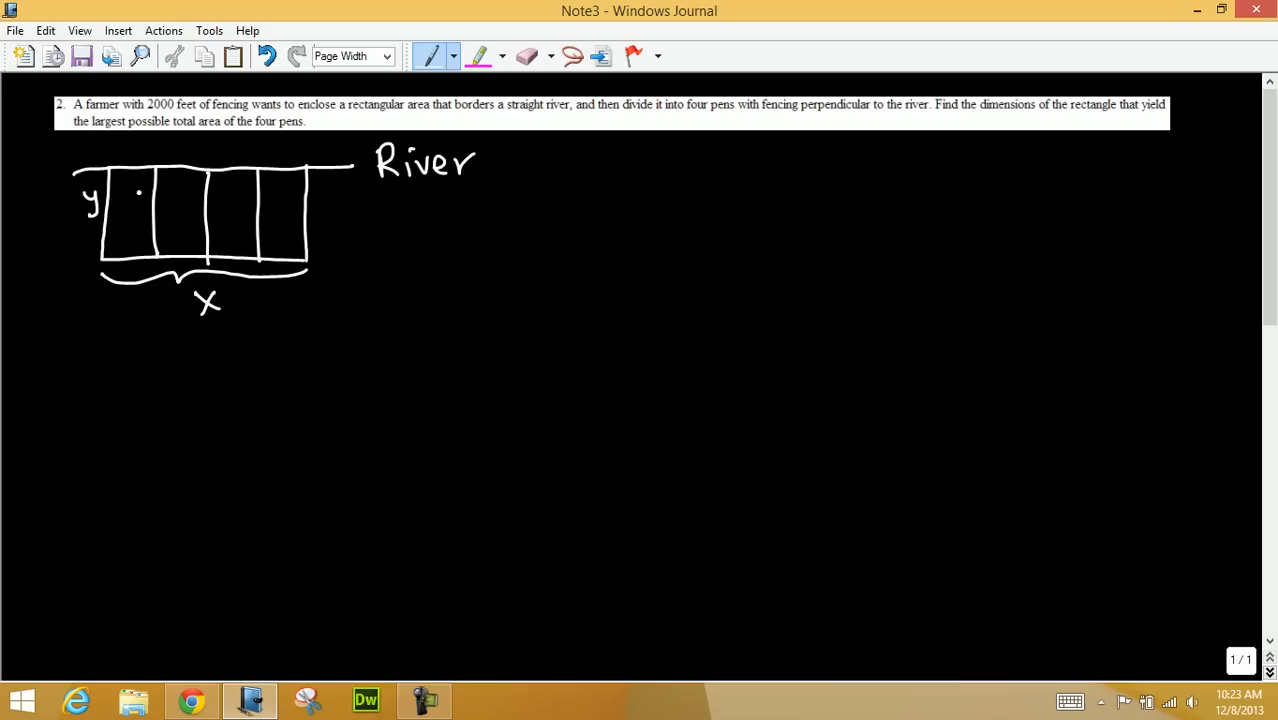 Note3 - Windows Journal
File Edit View Insert Actions Tools Help
Page Width
2. A farmer with 2000 feet of fencing wants to enclose a rectangular area that borders a straight river, and then divide it into four pens with fencing perpendicular to the river. Find the dimensions of the rectangle that yield
the largest possible total area of the four pens.
River
y
x
1 / 1
Dw
10:23 AM
12/8/2013